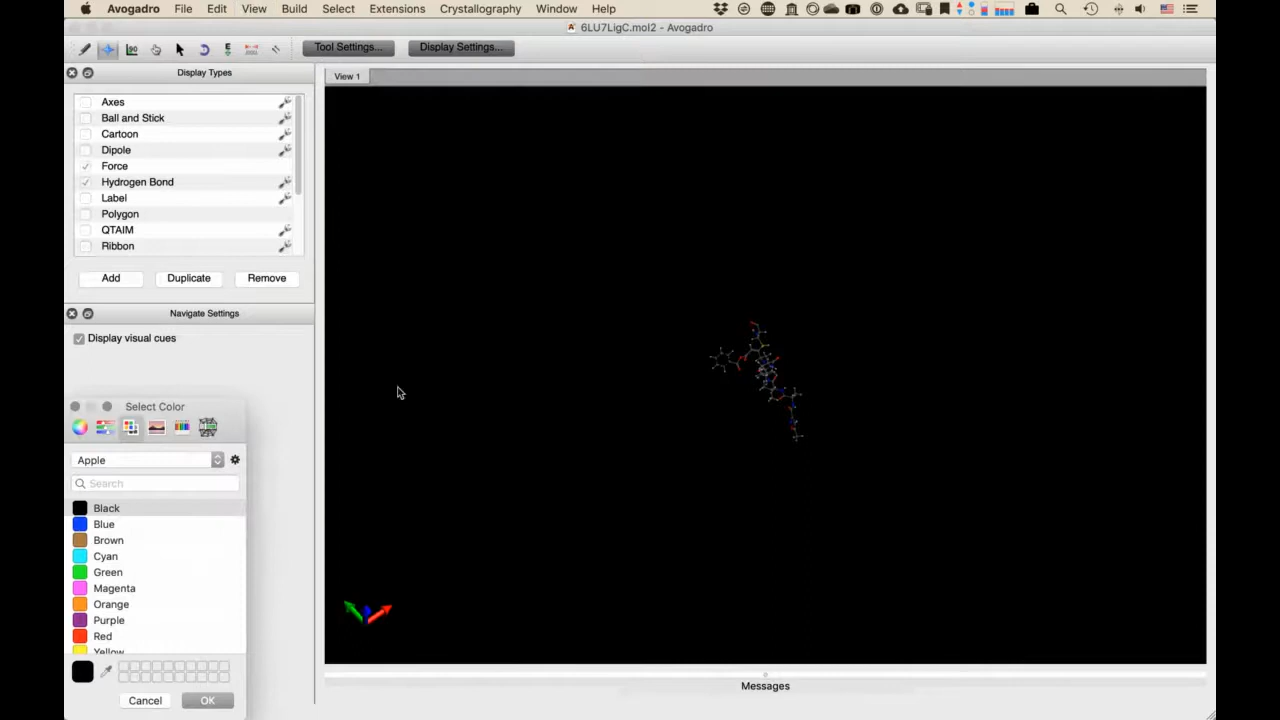 Avogadro File Edit View Build Select Extensions Crystallography Window Help
6LU7LigC.mol2 - Avogadro
Tool Settings... Display Settings...
Display Types
View 1
Axes
Ball and Stick
Cartoon
Dipole
Force
Hydrogen Bond
Label
Polygon
QTAIM
Ribbon
Add Duplicate Remove
Navigate Settings
Display visual cues
Select Color
Apple
Search
Black
Blue
Brown
Cyan
Green
Magenta
Orange
Purple
Red
Yellow
Cancel OK
Messages